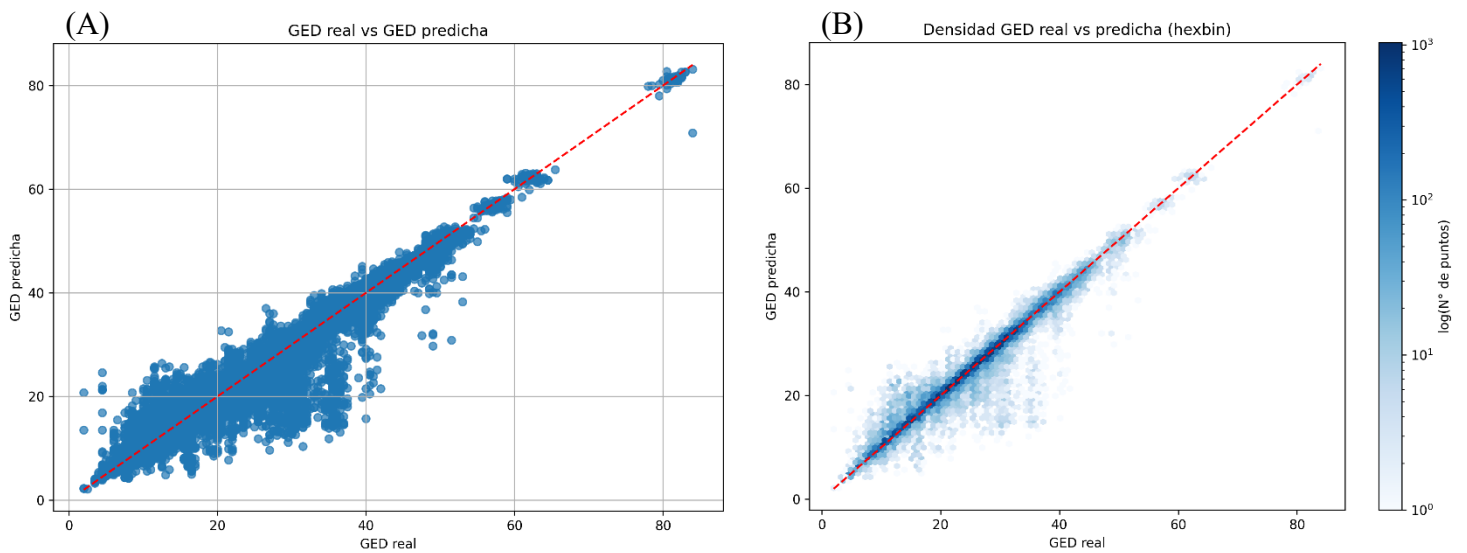 (A)
GED real vs GED predicha
GED predicha
80
60
40
20
0
0 20 40 60 80
GED real
(B)
Densidad GED real vs predicha (hexbin)
GED predicha
80
60
40
20
0
0 20 40 60 80
GED real
10³
10²
10¹
10⁰
log(N° de puntos)